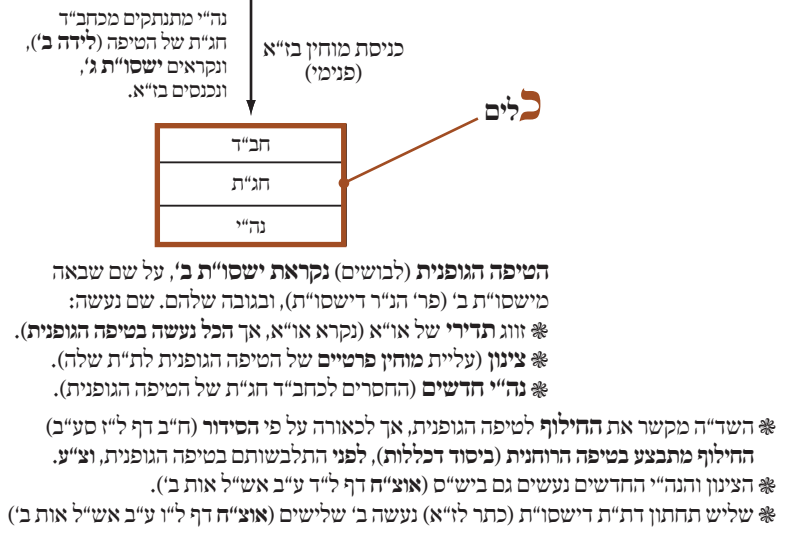 נה״י מתנתקים מכחב״ד
חג״ת של הטיפה (לידה ב׳),
ונקראים ישסו״ת ג׳,
ונכנסים בז״א.
כניסת מוחין בז״א
(פנימי)
כלים
חב״ד
חג״ת
נה״י
הטיפה הגופנית (לבושים) נקראת ישסו״ת ב׳, על שם שבאה
מישסו״ת ב׳ (פר׳ הנ״ר דישסו״ת), ובגובה שלהם. שם נעשה:
❃ זווג תדירי של או״א (נקרא או״א, אך הכל נעשה בטיפה הגופנית).
❃ צינון (עליית מוחין פרטיים של הטיפה הגופנית לת״ת שלה).
❃ נה״י חדשים (החסרים לכחב״ד חג״ת של הטיפה הגופנית).
❃ השד״ה מקשר את החילוף לטיפה הגופנית, אך לכאורה על פי הסידור (ח״ב דף ל״ז סע״ב)
החילוף מתבצע בטיפה הרוחנית (ביסוד דכללות), לפני התלבשותם בטיפה הגופנית, וצ״ע.
❃ הצינון והנה״י החדשים נעשים גם ביש״ס (אוצ״ח דף ל״ד ע״ב אש״ל אות ב׳).
❃ שליש תחתון דת״ת דישסו״ת (כתר לז״א) נעשה ב׳ שלישים (אוצ״ח דף ל״ו ע״ב אש״ל אות ב׳)